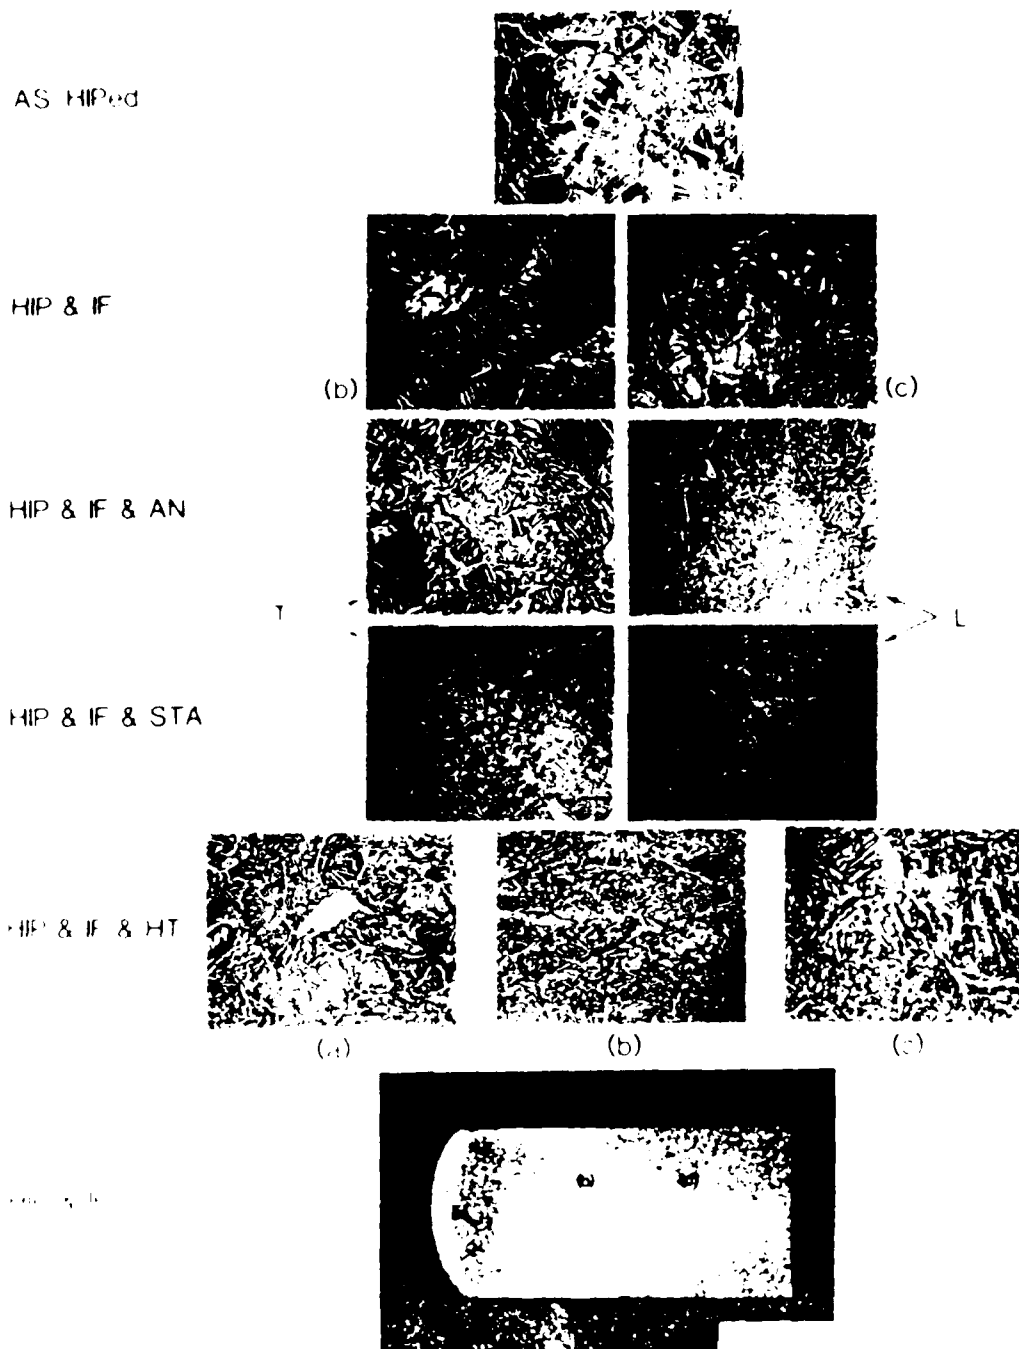 AS HIPed
HIP & IF
(b)
(c)
HIP & IF & AN
T
L
HIP & IF & STA
HIP & IF & HT
(a)
(b)
(c)